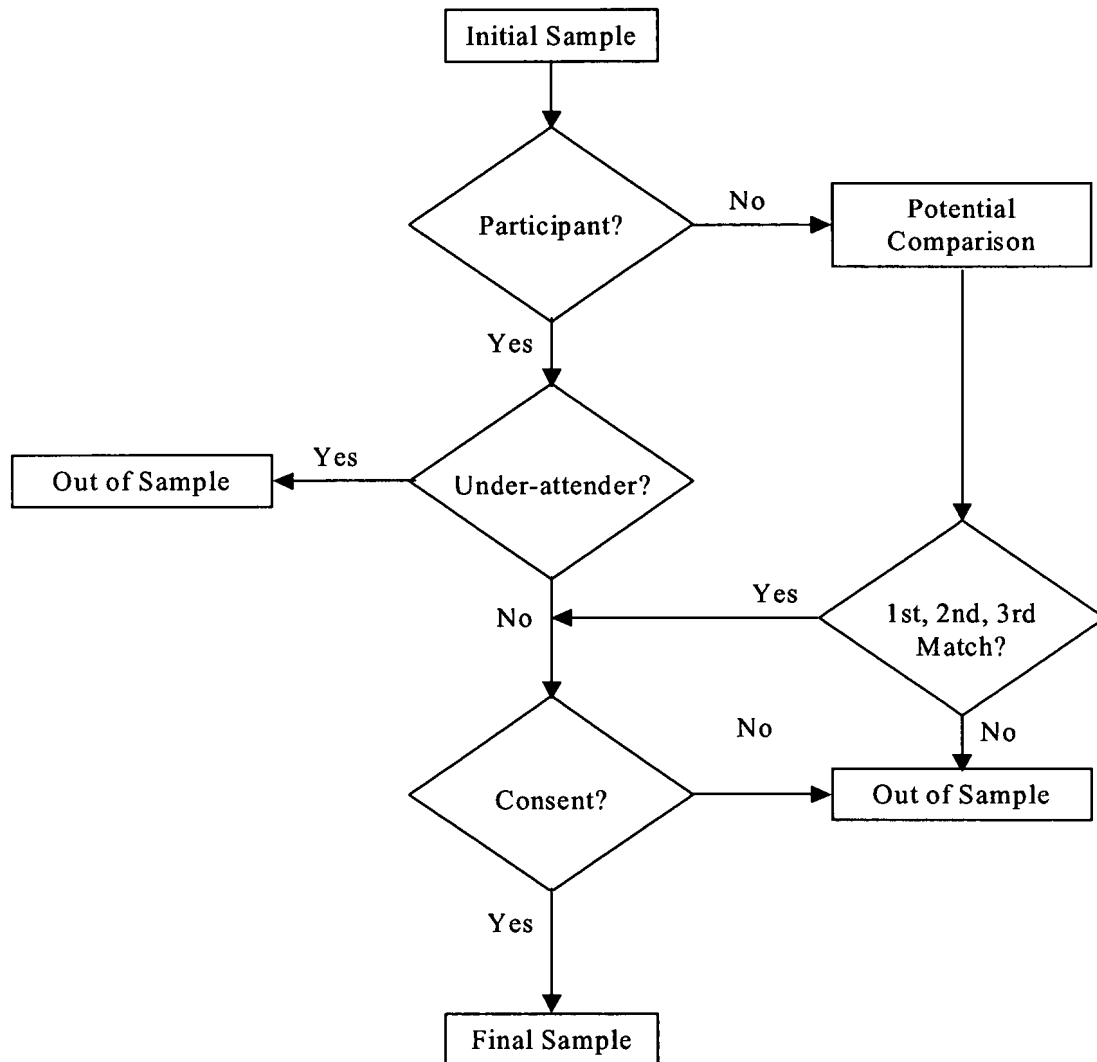 Initial Sample
Participant?
No
Potential
Comparison
Yes
Under-attender?
Yes
Out of Sample
No
Yes
1st, 2nd, 3rd
Match?
No
No
Consent?
Out of Sample
Yes
Final Sample